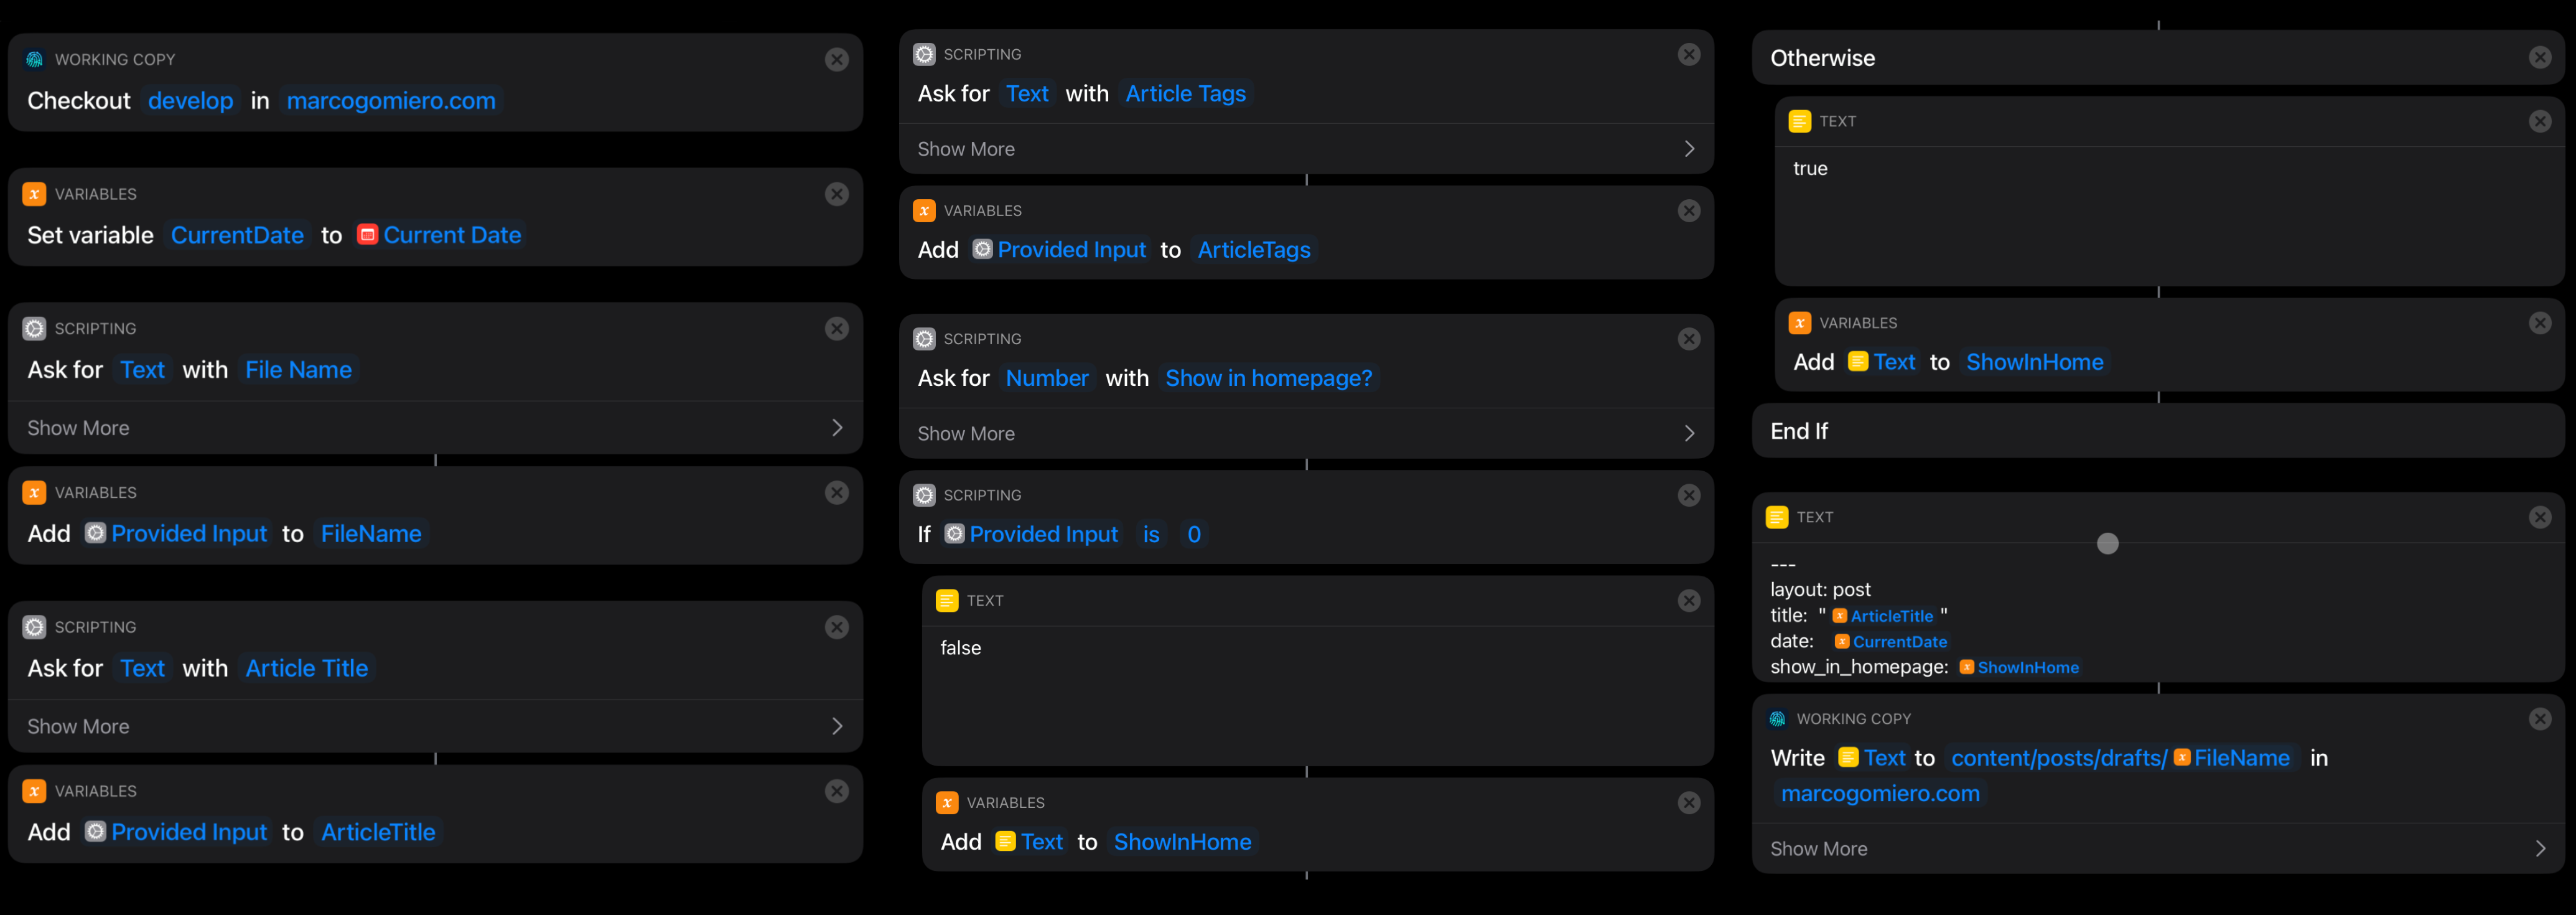 WORKING COPY
Checkout develop in marcogomiero.com
VARIABLES
Set variable CurrentDate to Current Date
SCRIPTING
Ask for Text with File Name
Show More
VARIABLES
Add Provided Input to FileName
SCRIPTING
Ask for Text with Article Title
Show More
VARIABLES
Add Provided Input to ArticleTitle
SCRIPTING
Ask for Text with Article Tags
Show More
VARIABLES
Add Provided Input to ArticleTags
SCRIPTING
Ask for Number with Show in homepage?
Show More
SCRIPTING
If Provided Input is 0
TEXT
false
VARIABLES
Add Text to ShowInHome
Otherwise
TEXT
true
VARIABLES
Add Text to ShowInHome
End If
TEXT
---
layout: post
title: " ArticleTitle "
date: CurrentDate
show_in_homepage: ShowInHome
WORKING COPY
Write Text to content/posts/drafts/ FileName in
marcogomiero.com
Show More